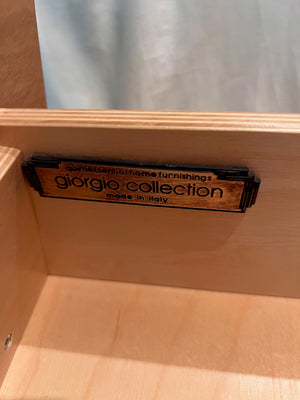 quintessential home furnishings
giorgio collection
made in italy